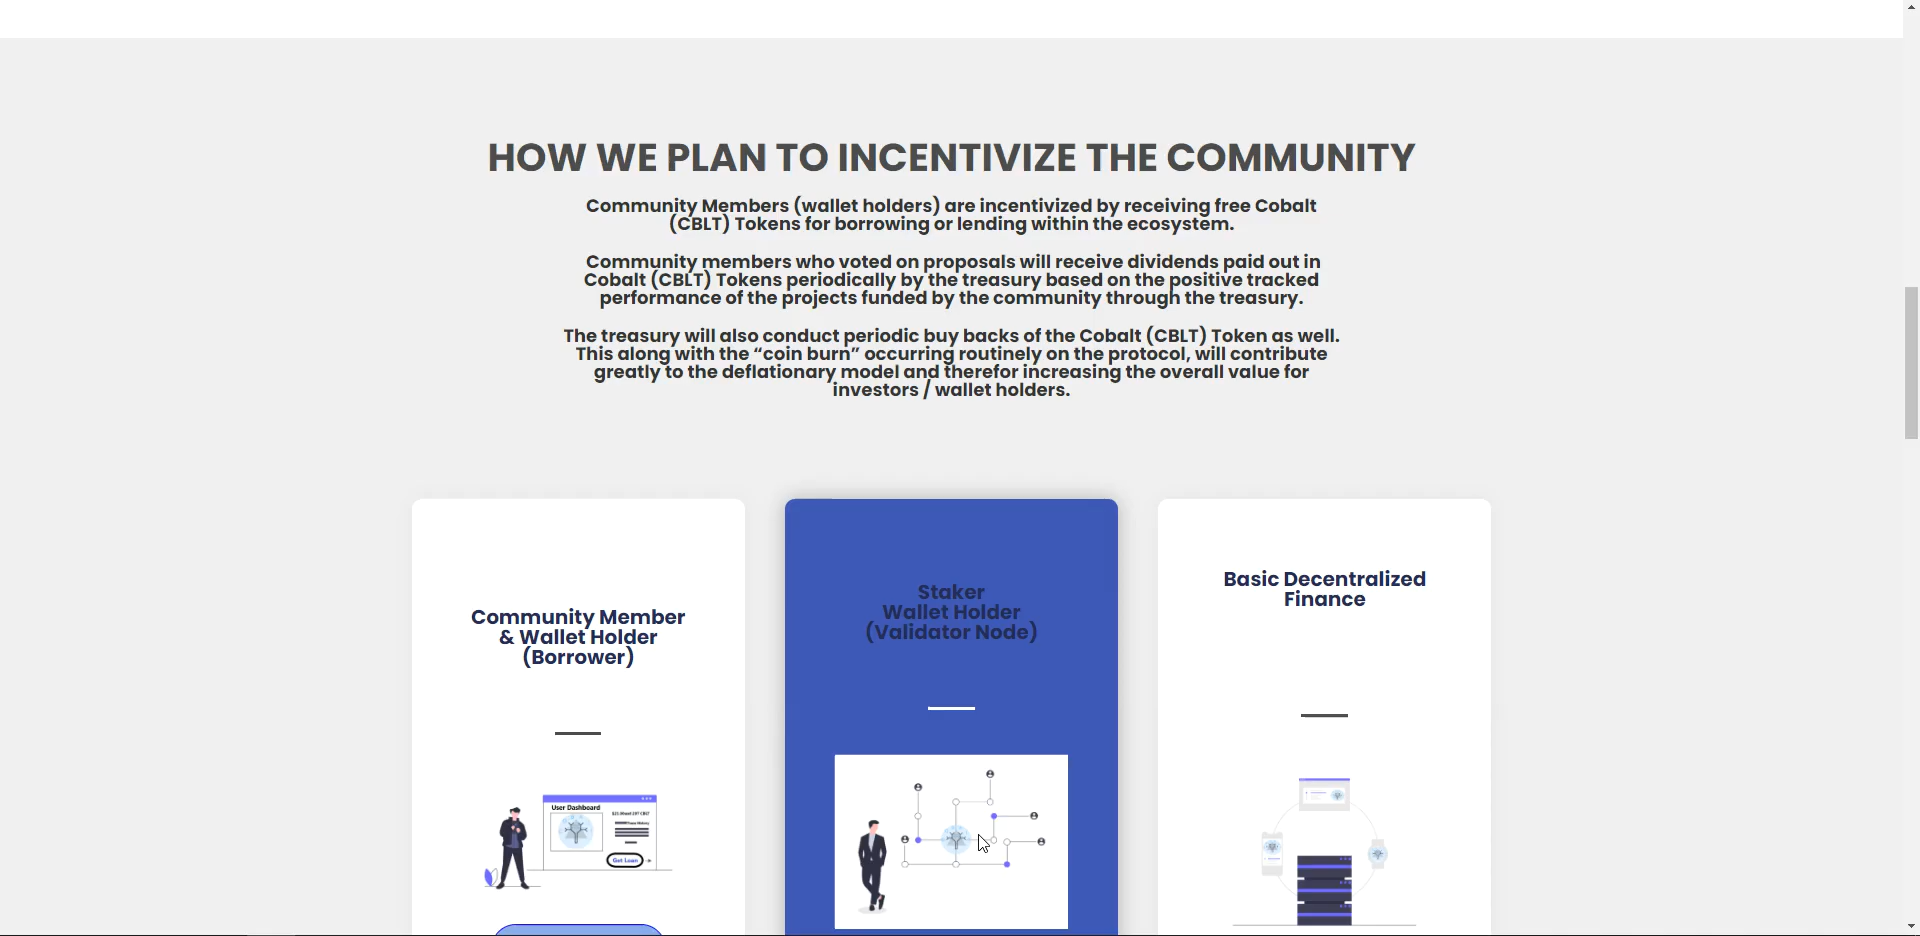 HOW WE PLAN TO INCENTIVIZE THE COMMUNITY
Community Members (wallet holders) are incentivized by receiving free Cobalt
(CBLT) Tokens for borrowing or lending within the ecosystem.
Community members who voted on proposals will receive dividends paid out in
Cobalt (CBLT) Tokens periodically by the treasury based on the positive tracked
performance of the projects funded by the community through the treasury.
The treasury will also conduct periodic buy backs of the Cobalt (CBLT) Token as well.
This along with the “coin burn” occurring routinely on the protocol, will contribute
greatly to the deflationary model and therefor increasing the overall value for
investors / wallet holders.
Community Member
& Wallet Holder
(Borrower)
User Dashboard
Get Loan
Staker
Wallet Holder
(Validator Node)
Basic Decentralized
Finance